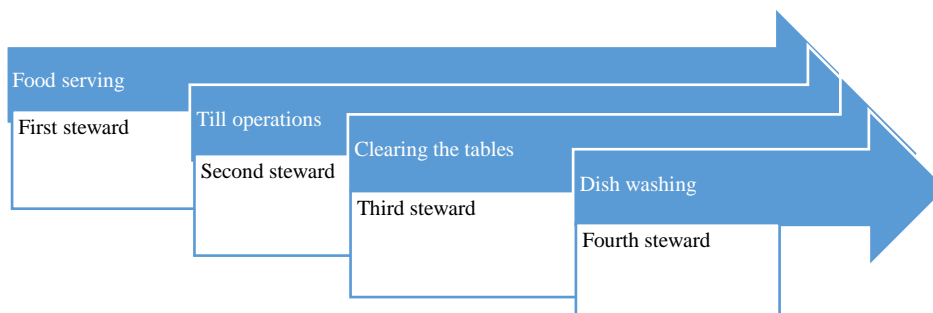 Food serving
First steward
Till operations
Second steward
Clearing the tables
Third steward
Dish washing
Fourth steward